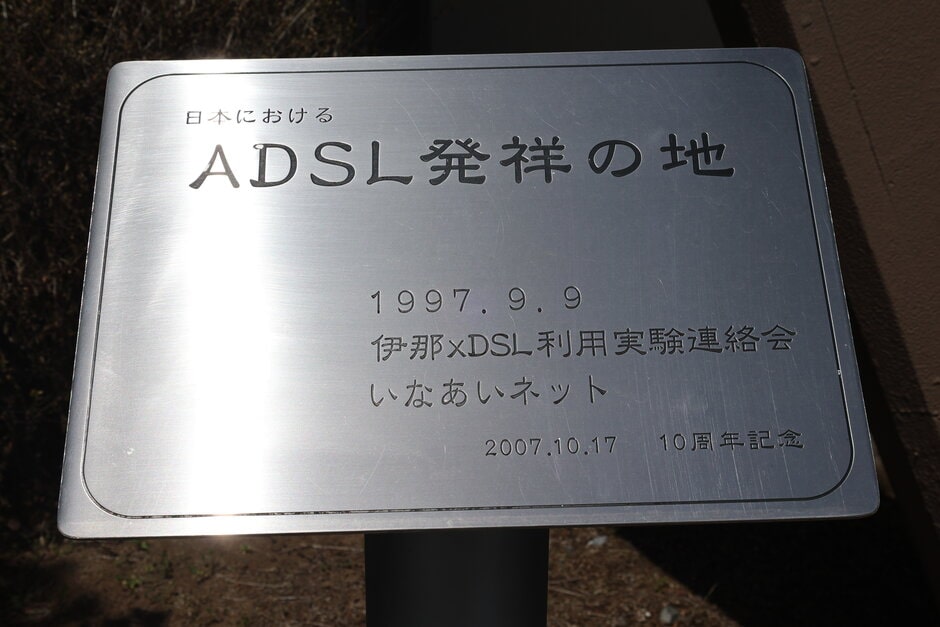 日本における
ADSL発祥の地
1997.9.9
伊那xDSL利用実験連絡会
いなあいネット
2007.10.17 10周年記念